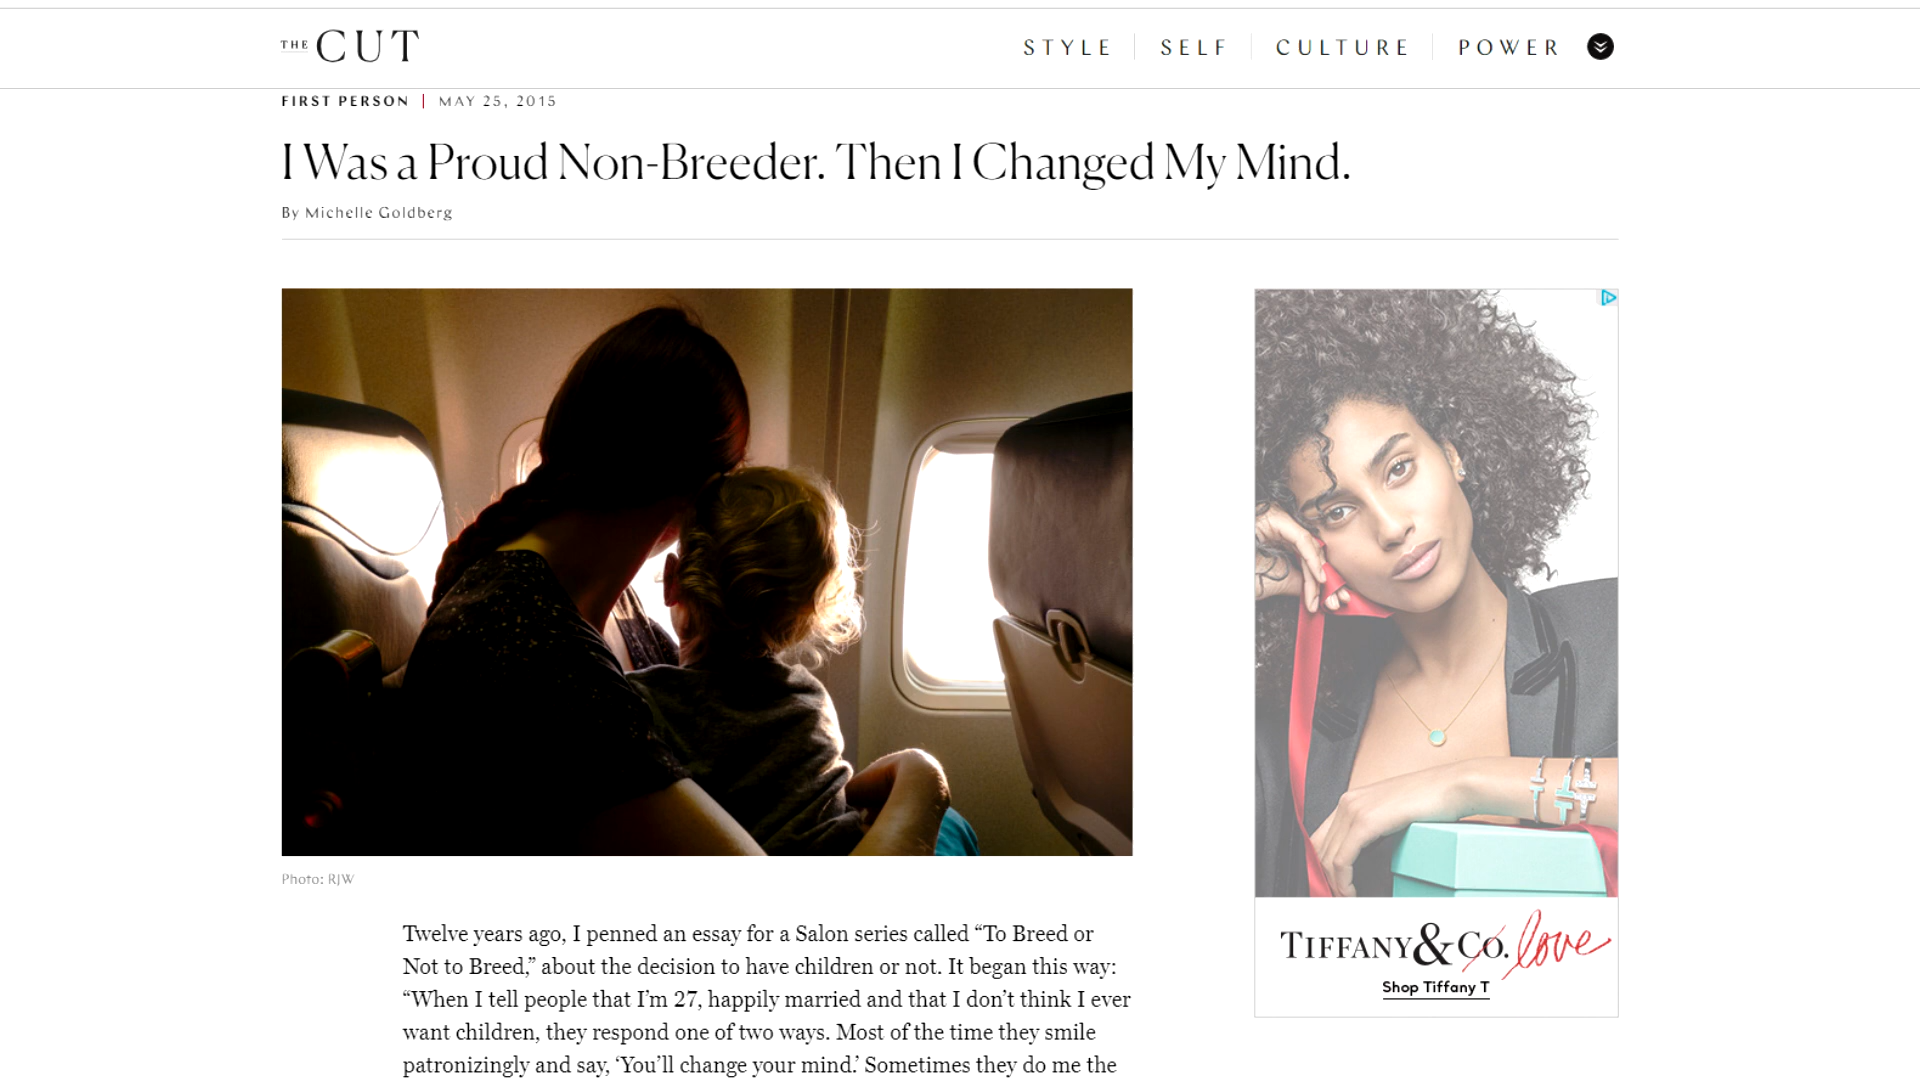 THE CUT
STYLE
SELF
CULTURE
POWER
FIRST PERSON | MAY 25, 2015
I Was a Proud Non-Breeder. Then I Changed My Mind.
By Michelle Goldberg
Photo: RJW
Twelve years ago, I penned an essay for a Salon series called “To Breed or
Not to Breed,” about the decision to have children or not. It began this way:
“When I tell people that I’m 27, happily married and that I don’t think I ever
want children, they respond one of two ways. Most of the time they smile
patronizingly and say, ‘You’ll change your mind.’ Sometimes they do me the
TIFFANY & CO. love
Shop Tiffany T